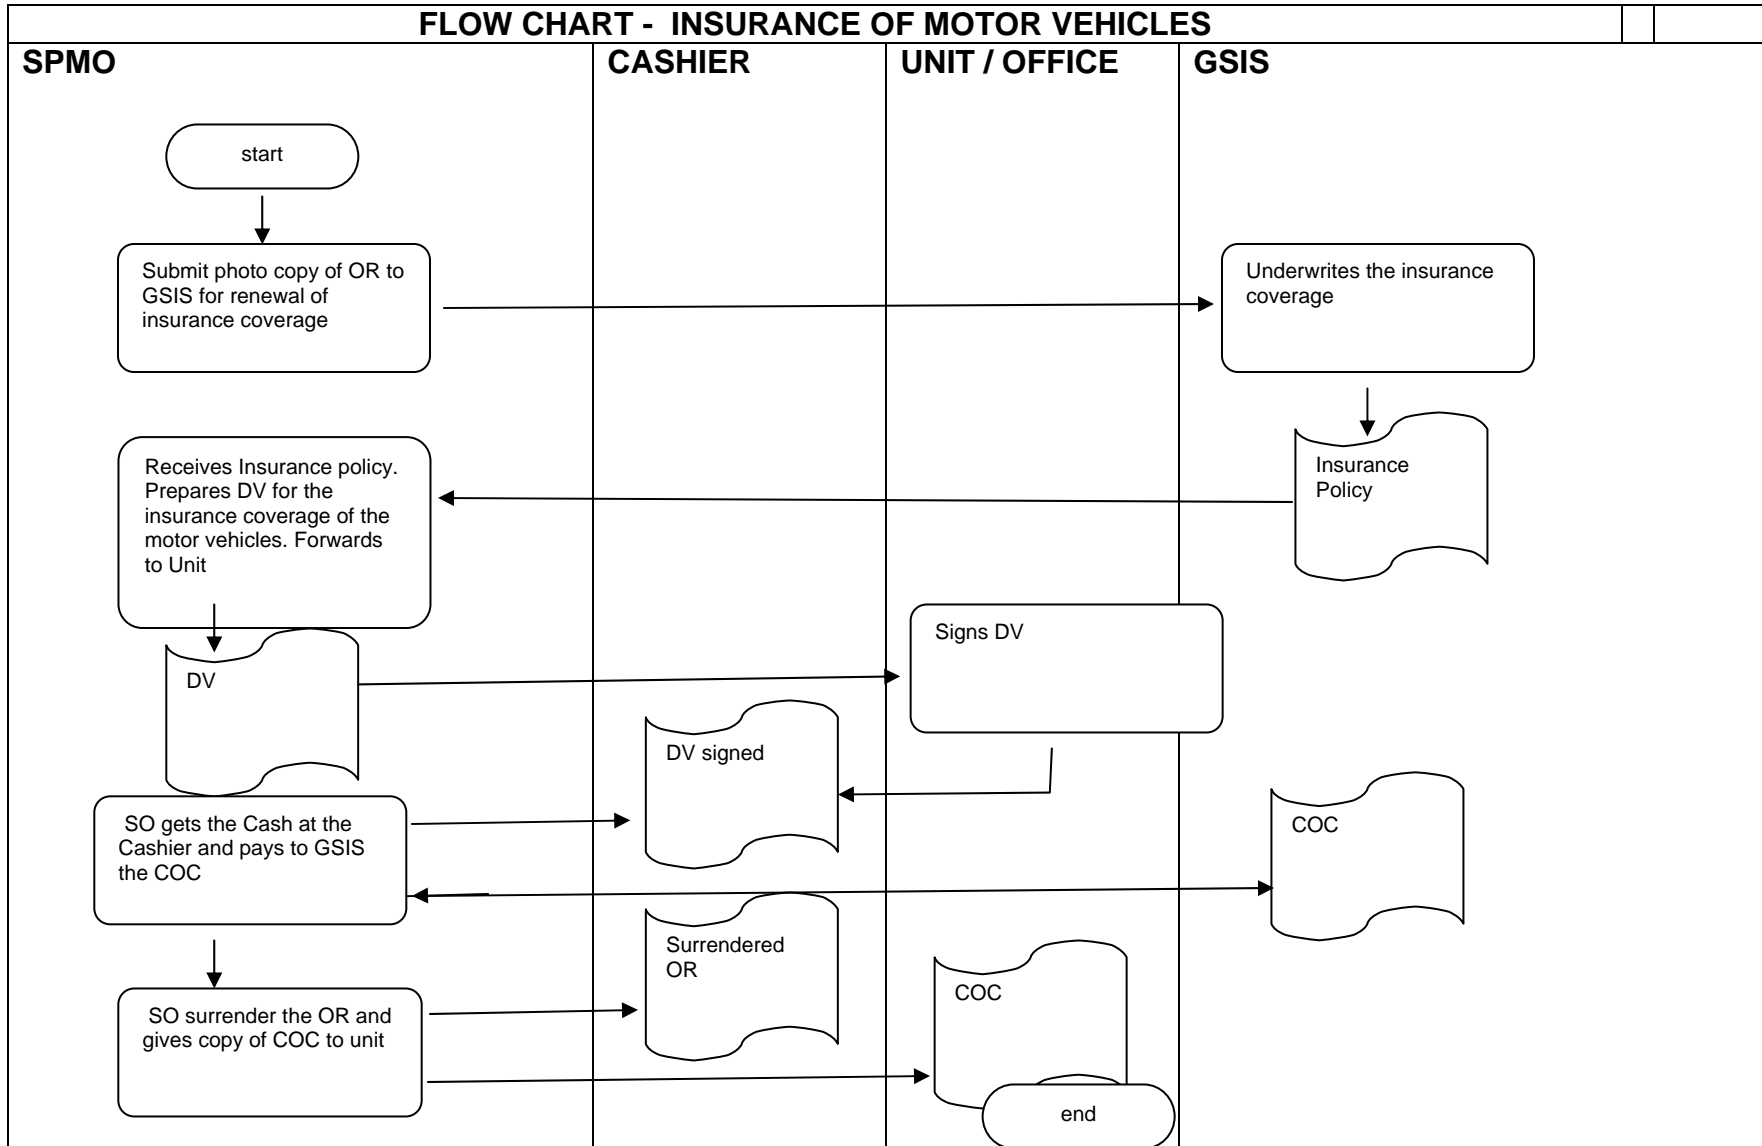 FLOW CHART - INSURANCE OF MOTOR VEHICLES
SPMO
CASHIER
UNIT / OFFICE
GSIS
start
Submit photo copy of OR to
GSIS for renewal of
insurance coverage
Underwrites the insurance
coverage
Insurance
Policy
Receives Insurance policy.
Prepares DV for the
insurance coverage of the
motor vehicles. Forwards
to Unit
DV
Signs DV
DV signed
SO gets the Cash at the
Cashier and pays to GSIS
the COC
COC
Surrendered
OR
SO surrender the OR and
gives copy of COC to unit
COC
end